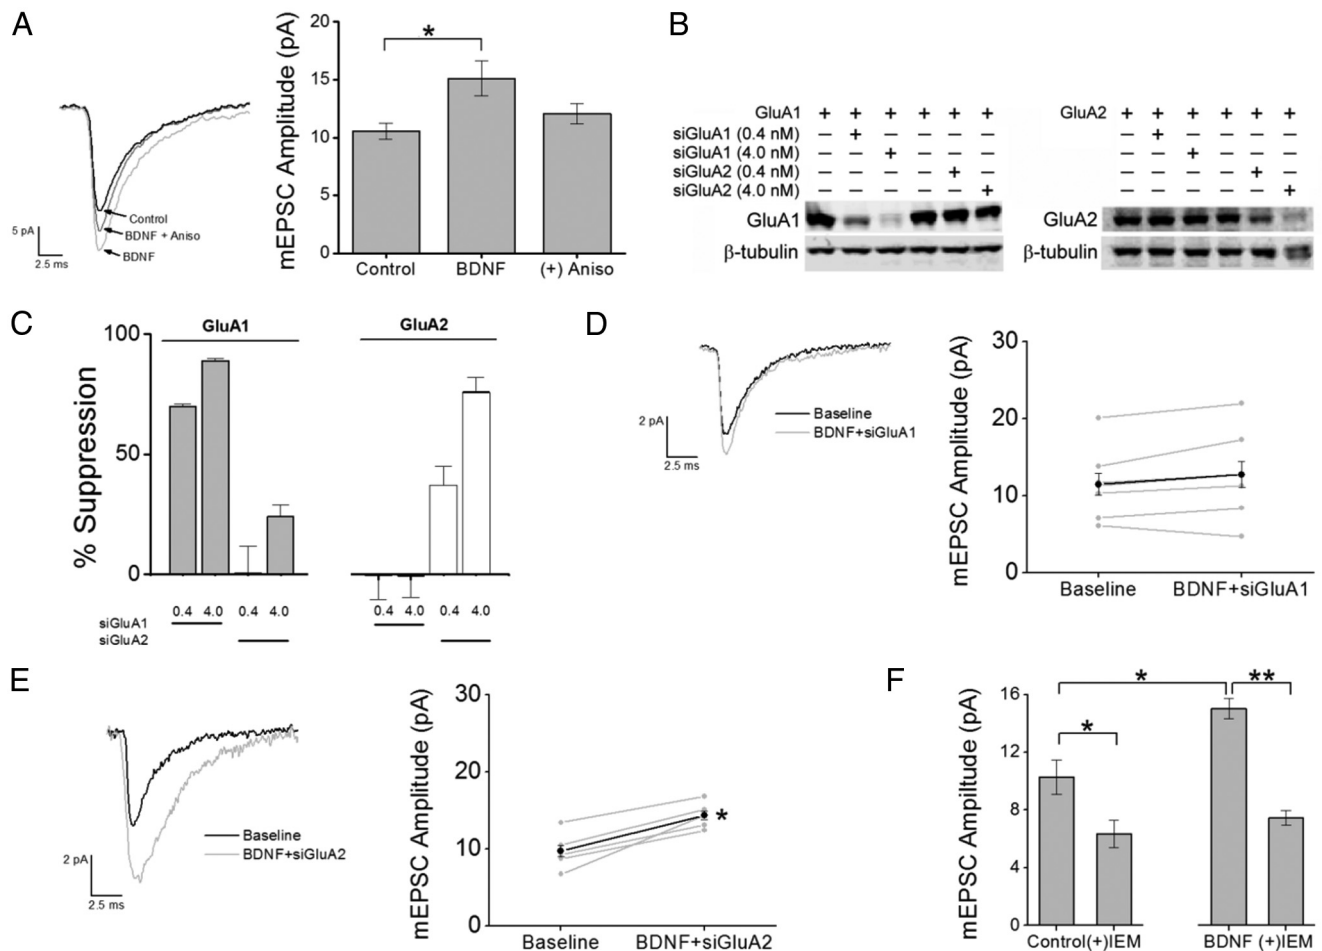 A
mEPSC Amplitude (pA)
20
15
10
5
0
*
Control
BDNF + Aniso
BDNF
5 pA
2.5 ms
Control BDNF (+) Aniso
B
GluA1 + + + + + +
siGluA1 (0.4 nM) – + – – – –
siGluA1 (4.0 nM) – – + – – –
siGluA2 (0.4 nM) – – – – + –
siGluA2 (4.0 nM) – – – – – +
GluA1
β-tubulin
GluA2 + + + + + +
– + – – – –
– – + – – –
– – – – + –
– – – – – +
GluA2
β-tubulin
C
% Suppression
100
50
0
GluA1
GluA2
0.4 4.0 0.4 4.0
0.4 4.0 0.4 4.0
siGluA1
siGluA2
D
2 pA
2.5 ms
Baseline
BDNF+siGluA1
mEPSC Amplitude (pA)
30
20
10
0
Baseline BDNF+siGluA1
E
2 pA
2.5 ms
Baseline
BDNF+siGluA2
mEPSC Amplitude (pA)
30
20
10
0
*
Baseline BDNF+siGluA2
F
mEPSC Ampilitude (pA)
16
12
8
4
0
*
*
**
Control (+)IEM BDNF (+)IEM